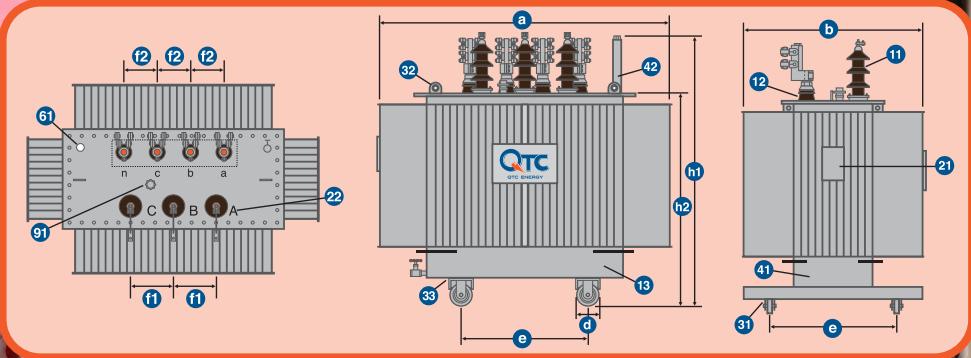 f2 f2 f2
61
n c b a
C B A
22
91
f1 f1
a
32
42
QTC
QTC ENERGY
h1
h2
33
13
d
e
b
11
12
21
41
31
e